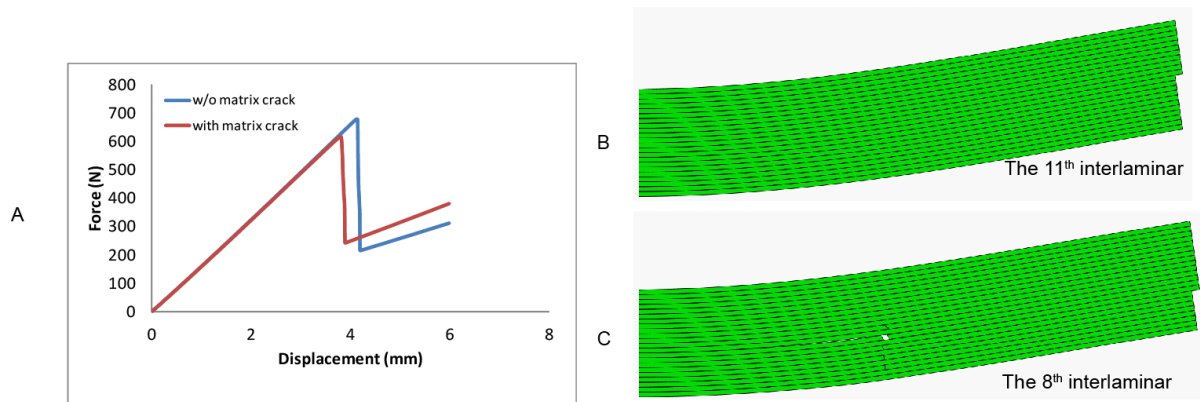 A
800
700
600
500
400
300
200
100
0
Force (N)
w/o matrix crack
with matrix crack
0 2 4 6 8
Displacement (mm)
B
The 11th interlaminar
C
The 8th interlaminar